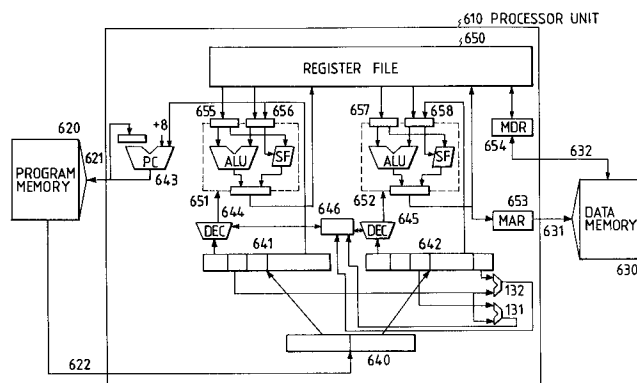 610 PROCESSOR UNIT
650
REGISTER FILE
655 656 657 658
+8
620
621
PC
643
PROGRAM MEMORY
ALU SF
ALU SF
MDR
654
632
651
644
652
645
646
653
MAR
631
DATA MEMORY
630
DEC
DEC
641
642
132
131
622
640